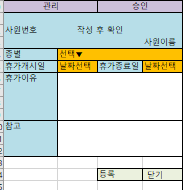 관리 승인
사원번호 작성 후 확인
사원이름
종별 선택▼
휴가개시일 날짜선택 휴가종료일 날짜선택
휴가이유
참고
등록 닫기